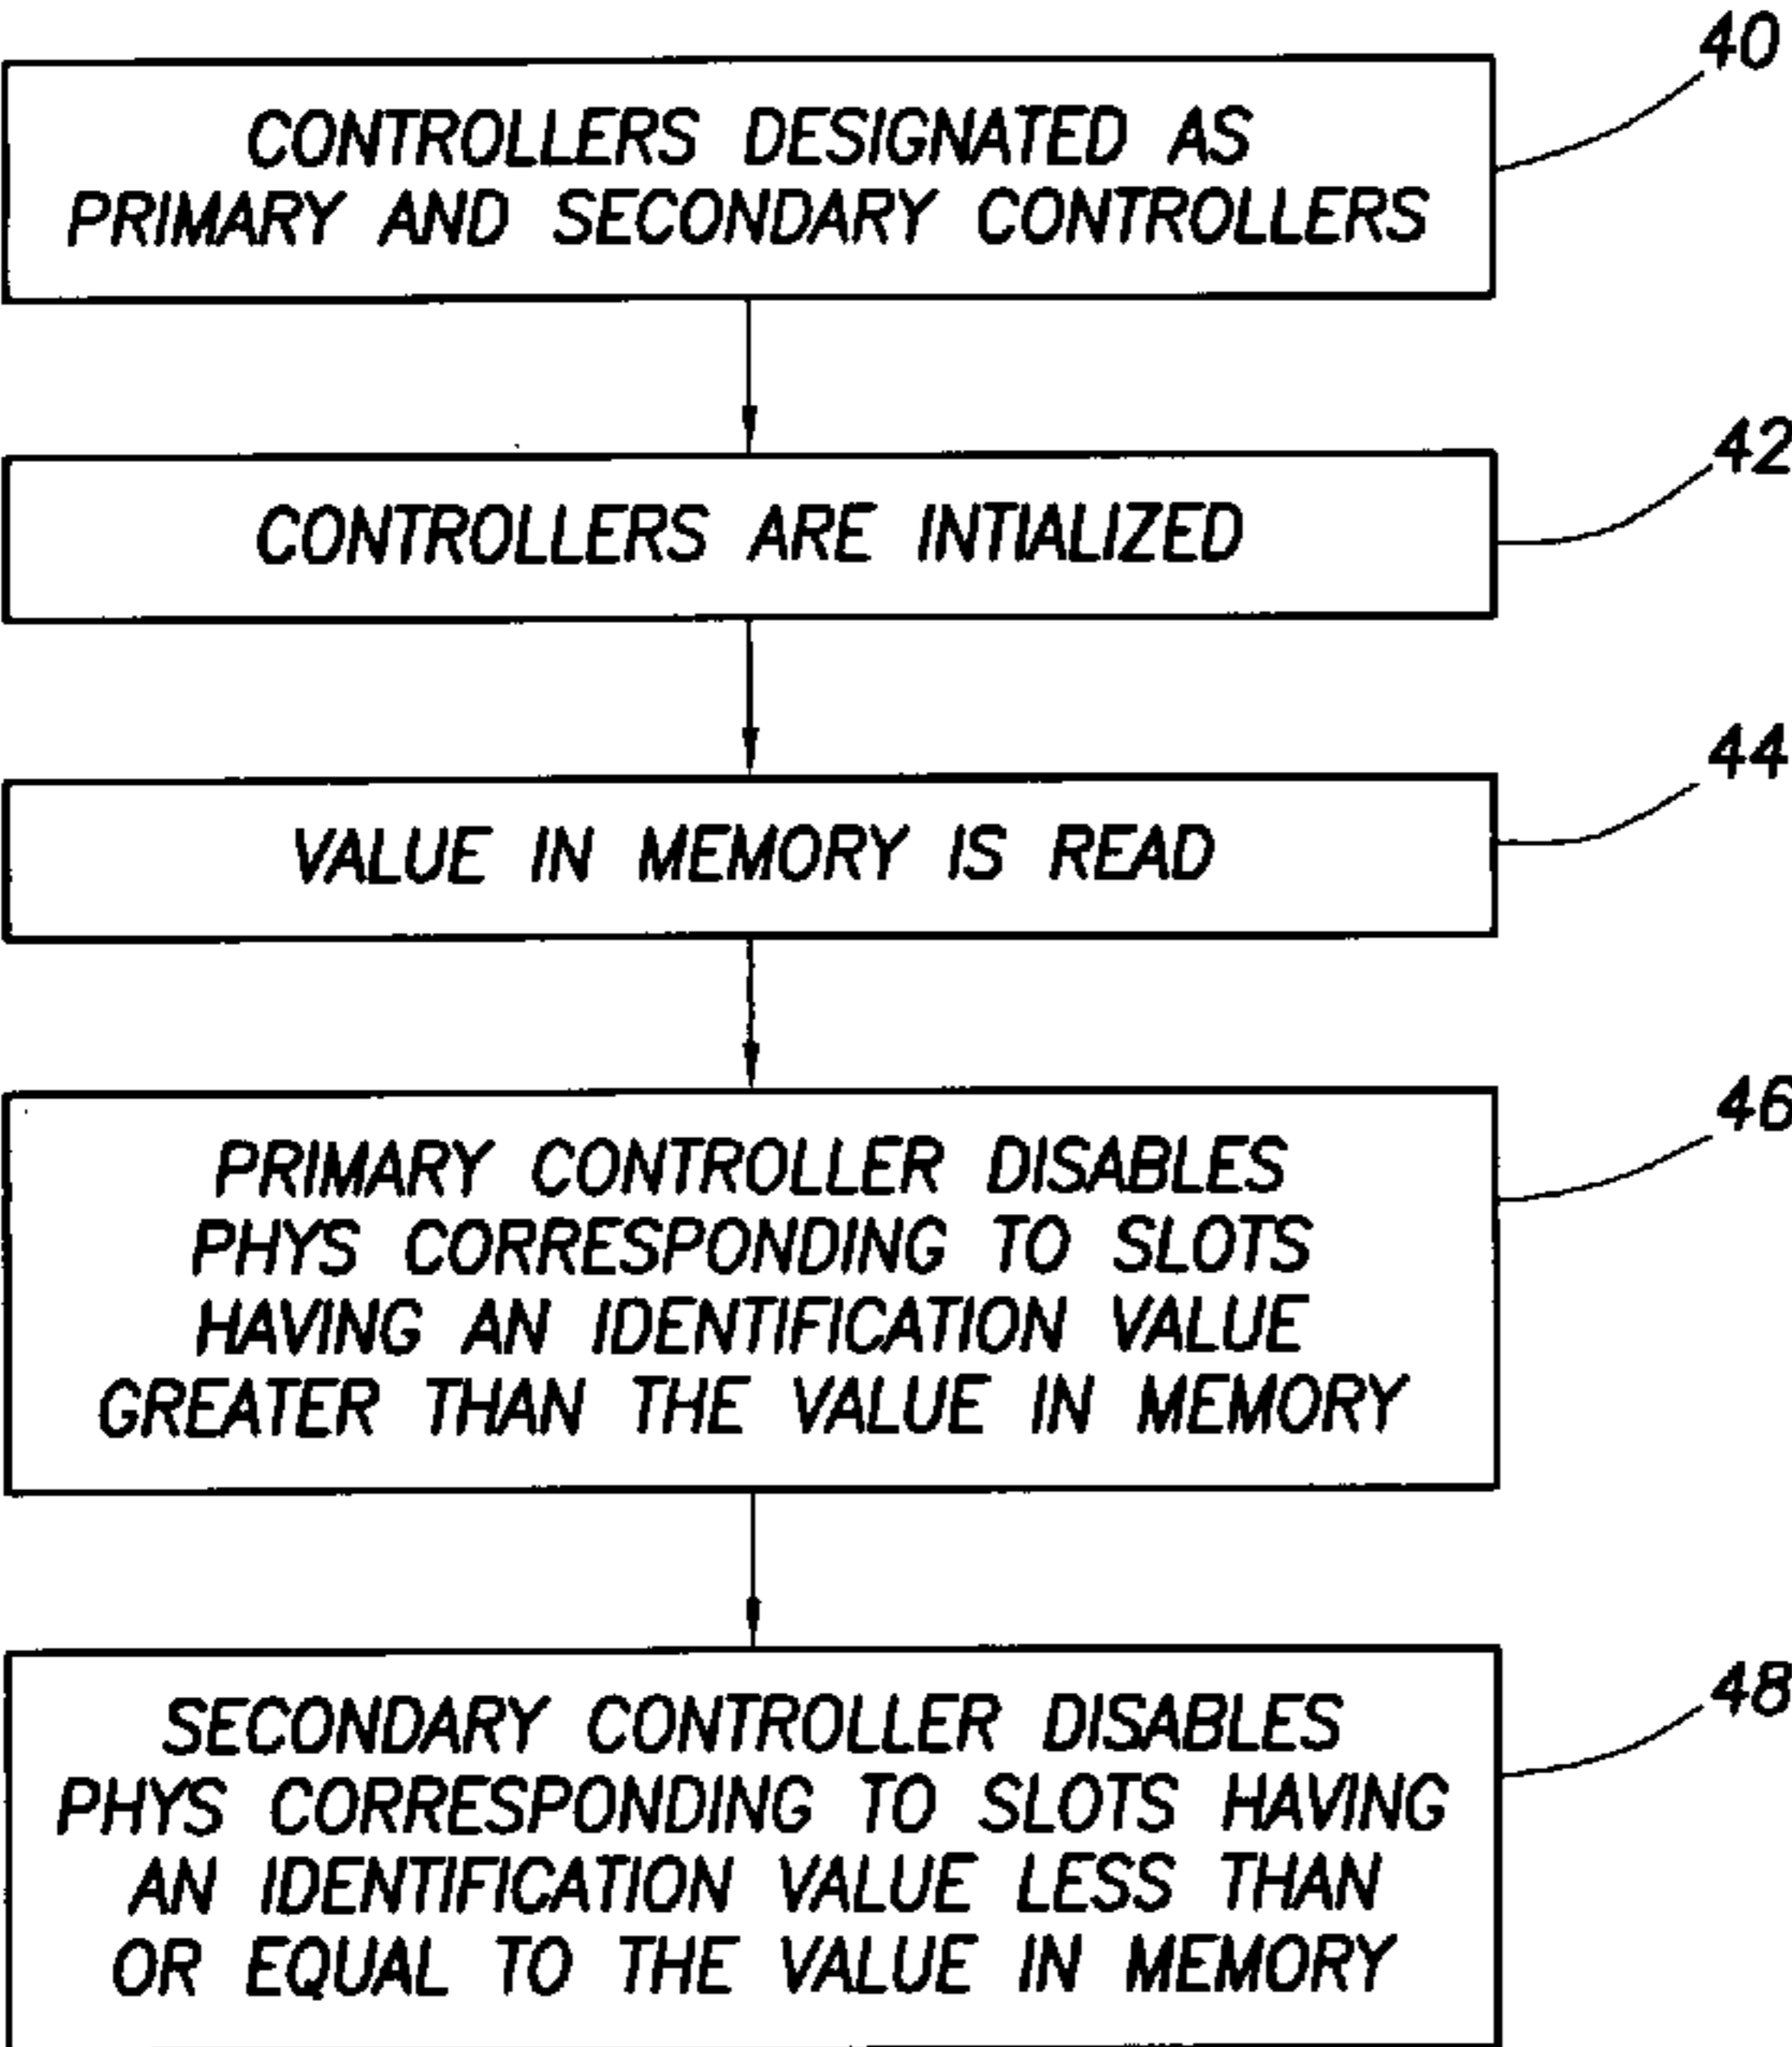 40
CONTROLLERS DESIGNATED AS
PRIMARY AND SECONDARY CONTROLLERS
42
CONTROLLERS ARE INTIALIZED
44
VALUE IN MEMORY IS READ
46
PRIMARY CONTROLLER DISABLES
PHYS CORRESPONDING TO SLOTS
HAVING AN IDENTIFICATION VALUE
GREATER THAN THE VALUE IN MEMORY
48
SECONDARY CONTROLLER DISABLES
PHYS CORRESPONDING TO SLOTS HAVING
AN IDENTIFICATION VALUE LESS THAN
OR EQUAL TO THE VALUE IN MEMORY